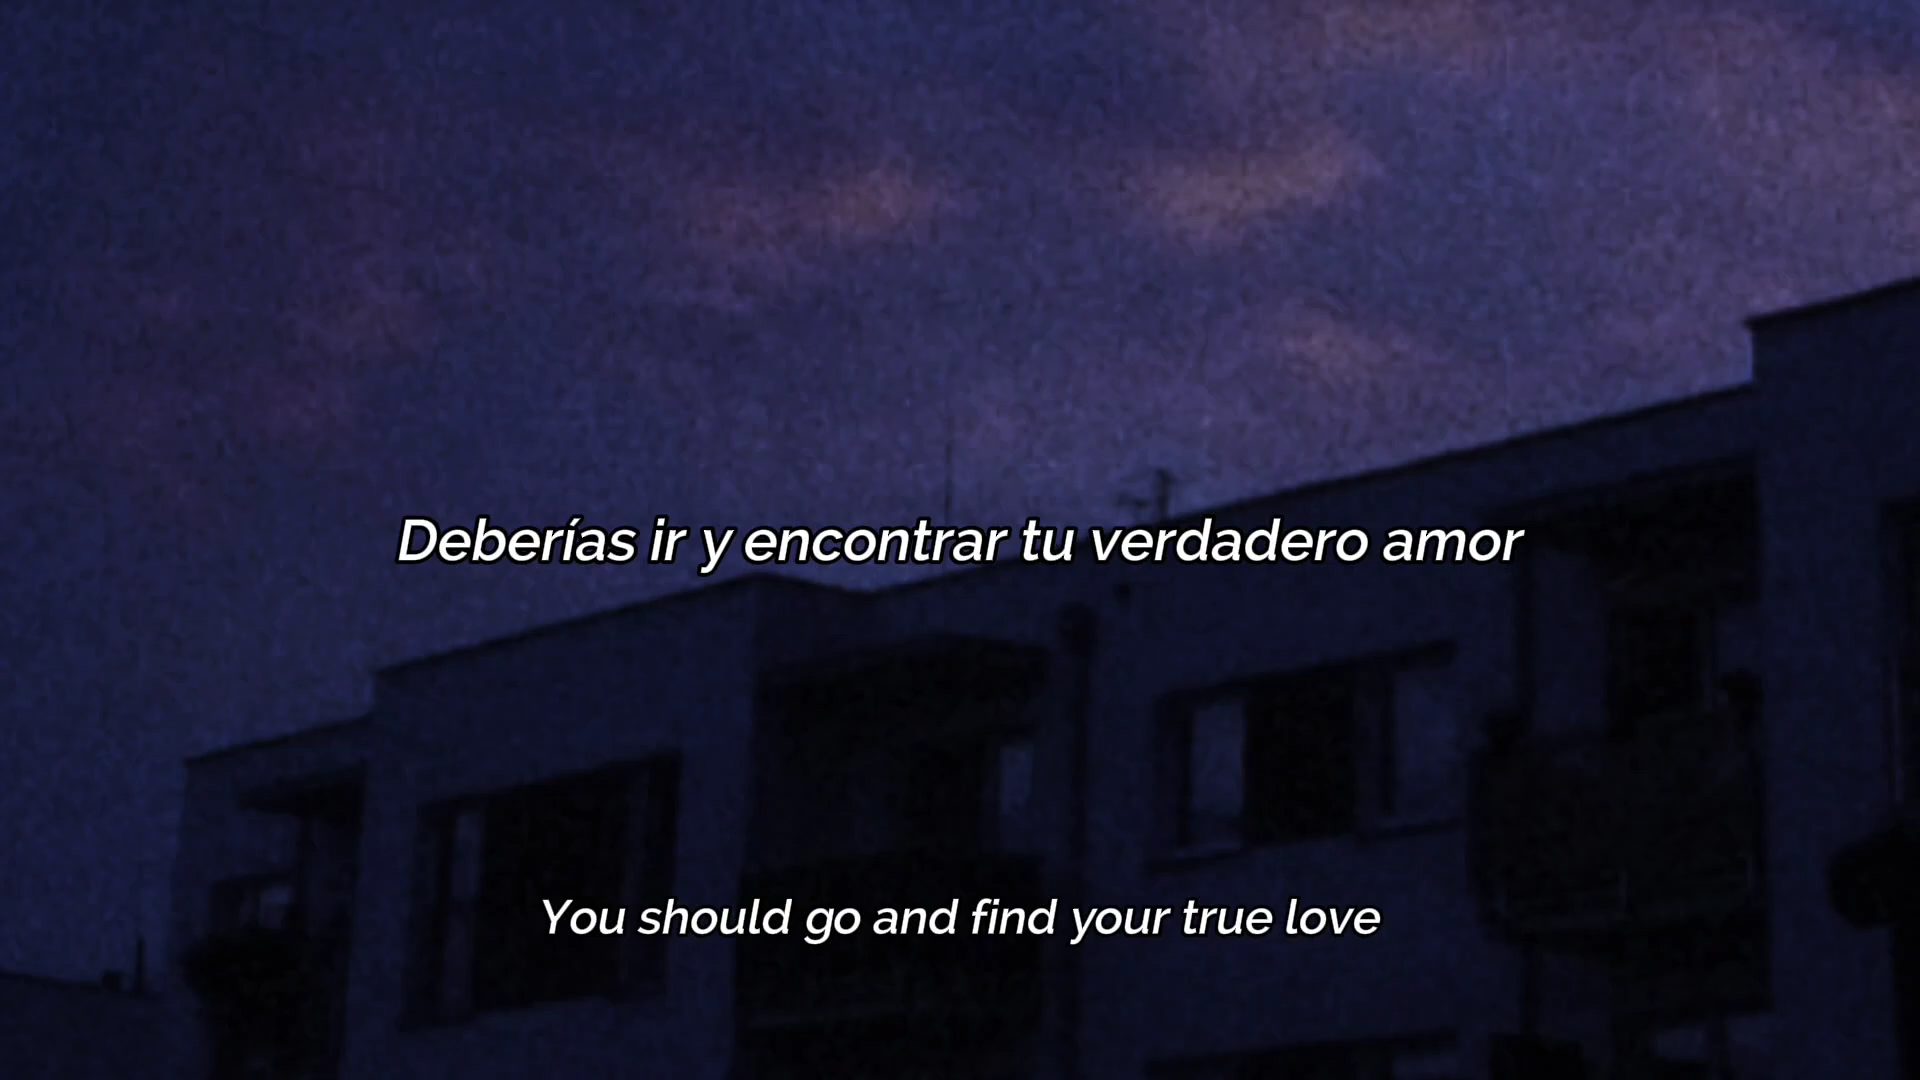 Deberías ir y encontrar tu verdadero amor
You should go and find your true love